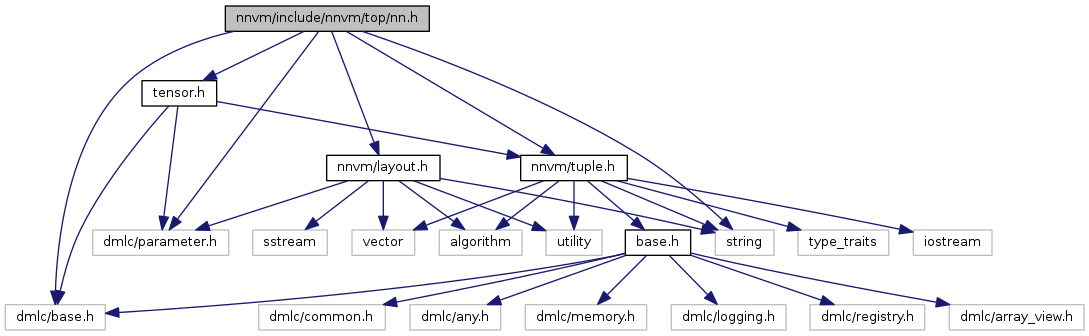 nnvm/include/nnvm/top/nn.h
tensor.h
nnvm/layout.h
nnvm/tuple.h
dmlc/parameter.h
sstream
vector
algorithm
utility
base.h
string
type_traits
iostream
dmlc/base.h
dmlc/common.h
dmlc/any.h
dmlc/memory.h
dmlc/logging.h
dmlc/registry.h
dmlc/array_view.h